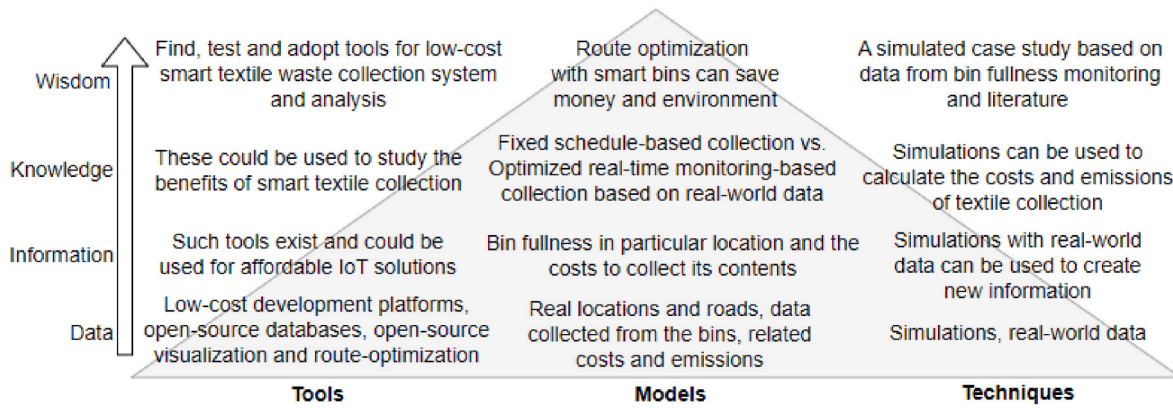 Wisdom
Find, test and adopt tools for low-cost
smart textile waste collection system
and analysis
Route optimization
with smart bins can save
money and environment
A simulated case study based on
data from bin fullness monitoring
and literature
Knowledge
These could be used to study the
benefits of smart textile collection
Fixed schedule-based collection vs.
Optimized real-time monitoring-based
collection based on real-world data
Simulations can be used to
calculate the costs and emissions
of textile collection
Information
Such tools exist and could be
used for affordable IoT solutions
Bin fullness in particular location and the
costs to collect its contents
Simulations with real-world
data can be used to create
new information
Data
Low-cost development platforms,
open-source databases, open-source
visualization and route-optimization
Real locations and roads, data
collected from the bins, related
costs and emissions
Simulations, real-world data
Tools
Models
Techniques